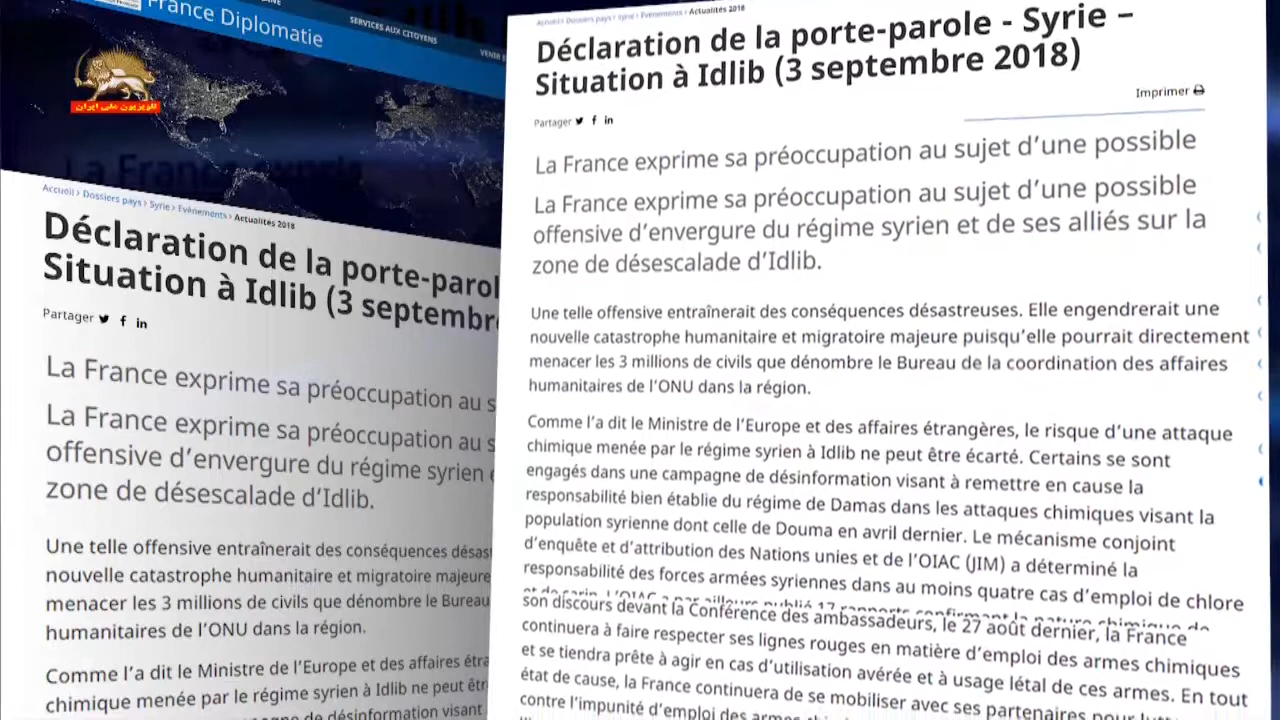 France Diplomatie
SERVICES AUX CITOYENS
تلویزیون ملی ایران
Accueil > Dossiers pays > Syrie > Evénements > Actualités 2018
Déclaration de la porte-parol
Situation à Idlib (3 septembr
Partager
La France exprime sa préoccupation au s
La France exprime sa préoccupation au s
offensive d’envergure du régime syrien
zone de désescalade d’Idlib.
Une telle offensive entraînerait des conséquences désas
nouvelle catastrophe humanitaire et migratoire majeure
menacer les 3 millions de civils que dénombre le Bureau
humanitaires de l’ONU dans la région.
Comme l’a dit le Ministre de l’Europe et des affaires étra
chimique menée par le régime syrien à Idlib ne peut êtr
de désinformation visant
Accueil > Dossiers pays > Syrie > Evénements > Actualités 2018
Déclaration de la porte-parole - Syrie –
Situation à Idlib (3 septembre 2018)
Imprimer
Partager
La France exprime sa préoccupation au sujet d’une possible
La France exprime sa préoccupation au sujet d’une possible
offensive d’envergure du régime syrien et de ses alliés sur la
zone de désescalade d’Idlib.
Une telle offensive entraînerait des conséquences désastreuses. Elle engendrerait une
nouvelle catastrophe humanitaire et migratoire majeure puisqu’elle pourrait directement
menacer les 3 millions de civils que dénombre le Bureau de la coordination des affaires
humanitaires de l’ONU dans la région.
Comme l’a dit le Ministre de l’Europe et des affaires étrangères, le risque d’une attaque
chimique menée par le régime syrien à Idlib ne peut être écarté. Certains se sont
engagés dans une campagne de désinformation visant à remettre en cause la
responsabilité bien établie du régime de Damas dans les attaques chimiques visant la
population syrienne dont celle de Douma en avril dernier. Le mécanisme conjoint
d’enquête et d’attribution des Nations unies et de l’OIAC (JIM) a déterminé la
responsabilité des forces armées syriennes dans au moins quatre cas d’emploi de chlore
son discours devant la Conférence des ambassadeurs, le 27 août dernier, la France
continuera à faire respecter ses lignes rouges en matière d’emploi des armes chimiques
et se tiendra prête à agir en cas d’utilisation avérée et à usage létal de ces armes. En tout
état de cause, la France continuera de se mobiliser avec ses partenaires pour
contre l’impunité d’emploi des armes